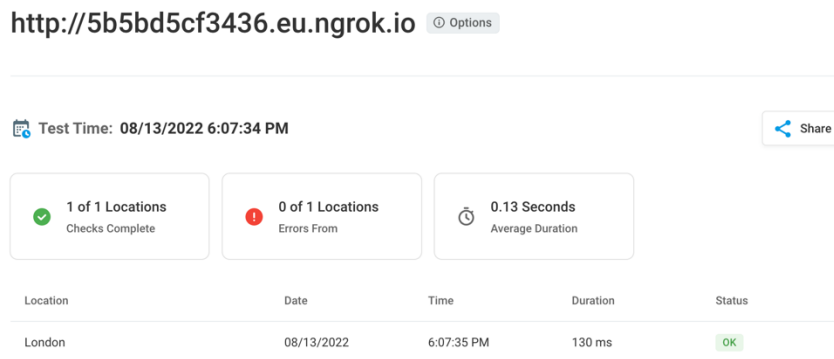 http://5b5bd5cf3436.eu.ngrok.io Options
Test Time: 08/13/2022 6:07:34 PM Share
1 of 1 Locations 0 of 1 Locations 0.13 Seconds
Checks Complete Errors From Average Duration
Location Date Time Duration Status
London 08/13/2022 6:07:35 PM 130 ms OK